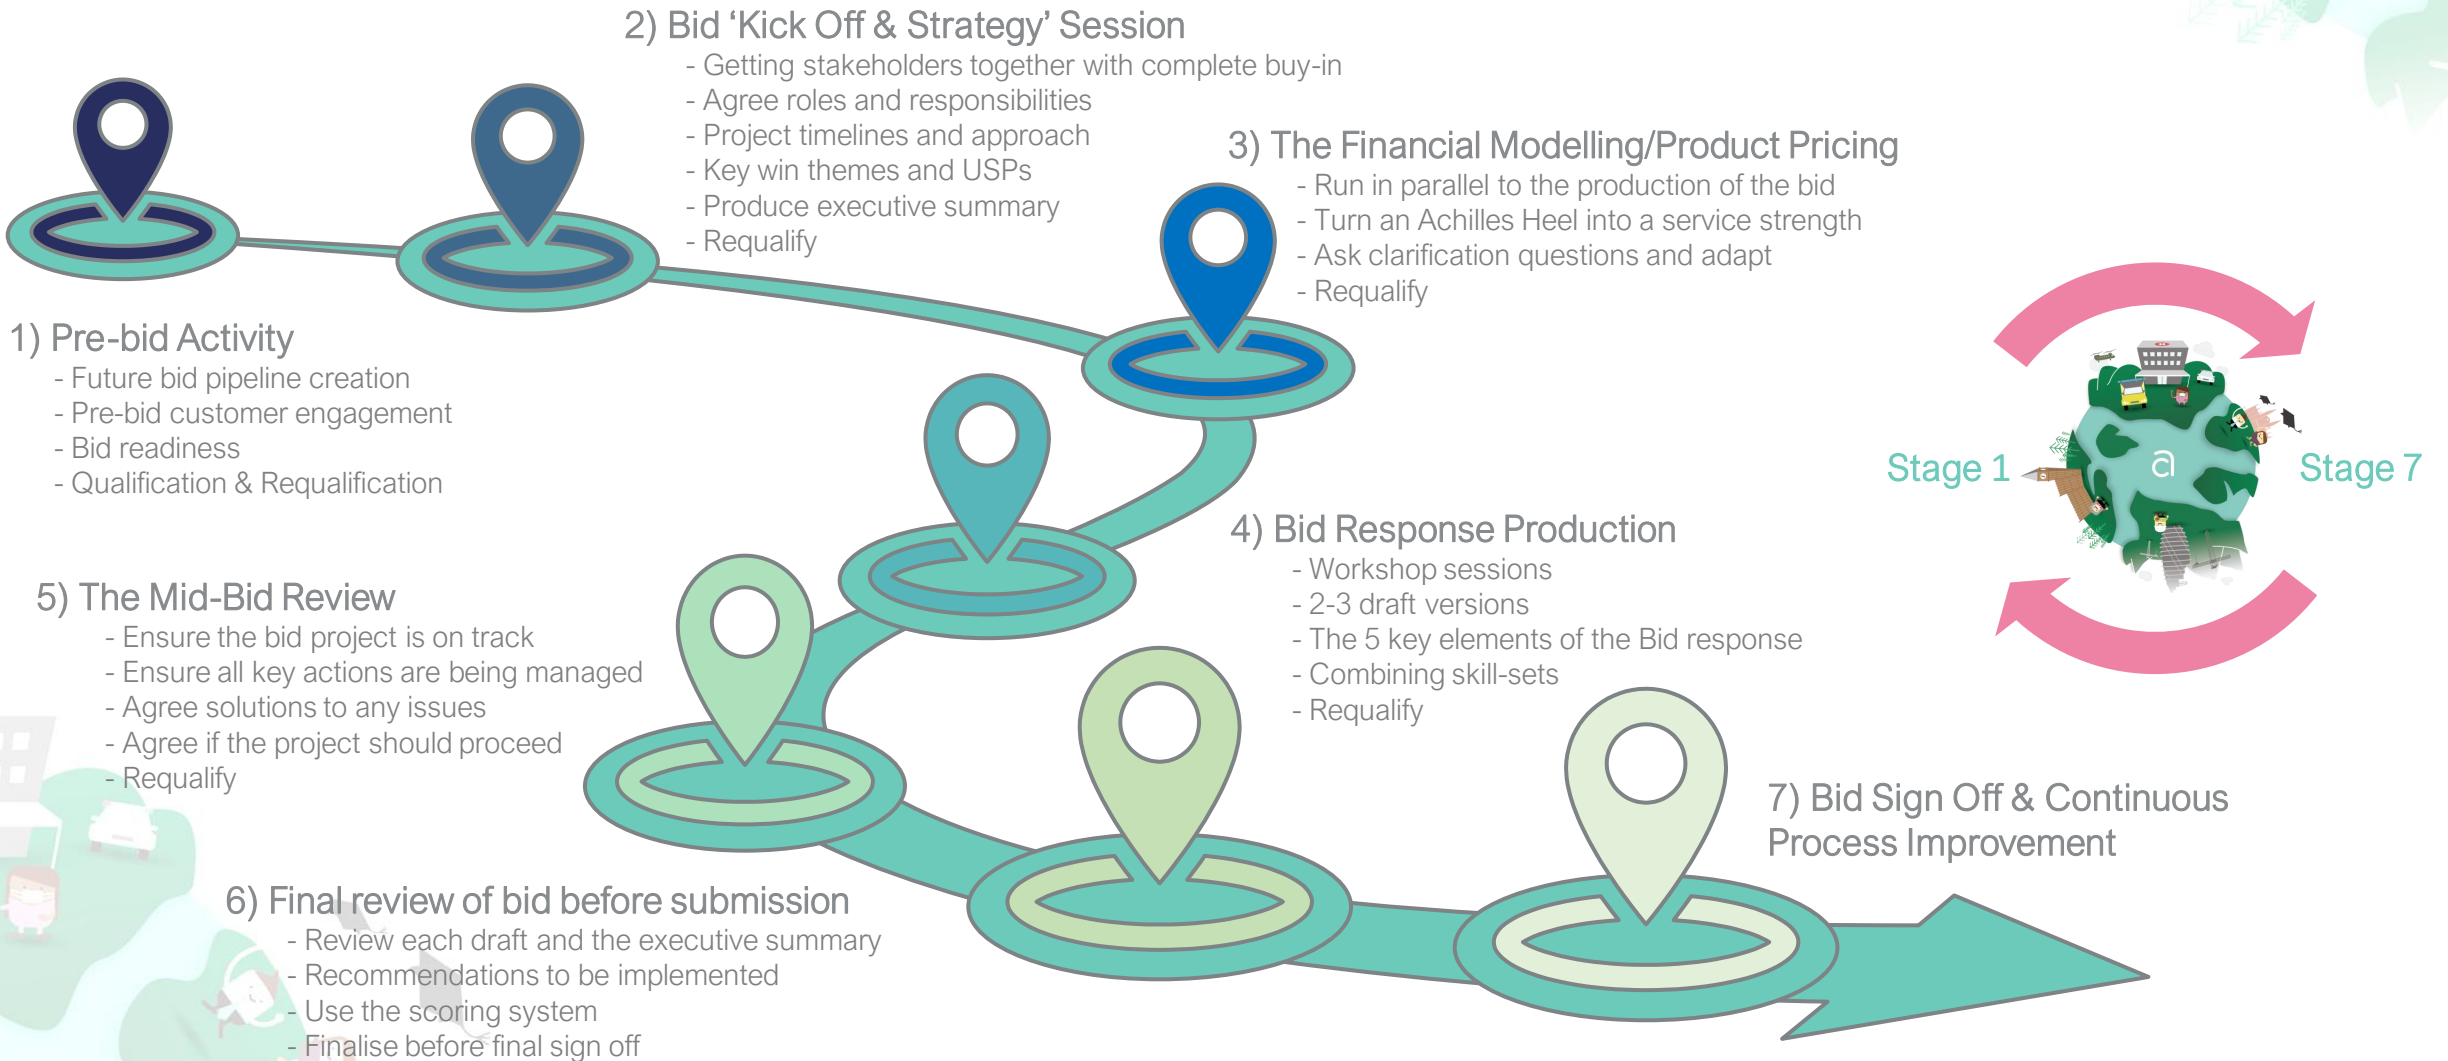 2) Bid ‘Kick Off & Strategy’ Session
- Getting stakeholders together with complete buy-in
- Agree roles and responsibilities
- Project timelines and approach
- Key win themes and USPs
- Produce executive summary
- Requalify
3) The Financial Modelling/Product Pricing
- Run in parallel to the production of the bid
- Turn an Achilles Heel into a service strength
- Ask clarification questions and adapt
- Requalify
1) Pre-bid Activity
- Future bid pipeline creation
- Pre-bid customer engagement
- Bid readiness
- Qualification & Requalification
Stage 1
a
Stage 7
4) Bid Response Production
- Workshop sessions
- 2-3 draft versions
- The 5 key elements of the Bid response
- Combining skill-sets
- Requalify
5) The Mid-Bid Review
- Ensure the bid project is on track
- Ensure all key actions are being managed
- Agree solutions to any issues
- Agree if the project should proceed
- Requalify
7) Bid Sign Off & Continuous
Process Improvement
6) Final review of bid before submission
- Review each draft and the executive summary
- Recommendations to be implemented
- Use the scoring system
- Finalise before final sign off